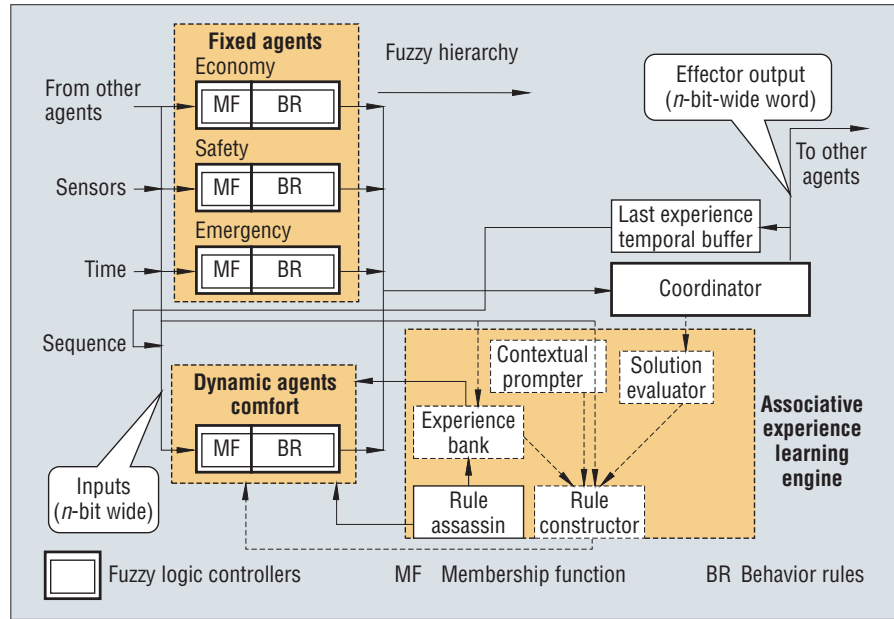 Fixed agents
Economy
Fuzzy hierarchy
Effector output
(n-bit-wide word)
From other
agents
MF
BR
To other
agents
Safety
Sensors
MF
BR
Last experience
temporal buffer
Emergency
Time
MF
BR
Coordinator
Sequence
Contextual
prompter
Solution
evaluator
Dynamic agents
comfort
Associative
experience
learning
engine
Experience
bank
MF
BR
Inputs
(n-bit wide)
Rule
assassin
Rule
constructor
Fuzzy logic controllers
MF Membership function
BR Behavior rules